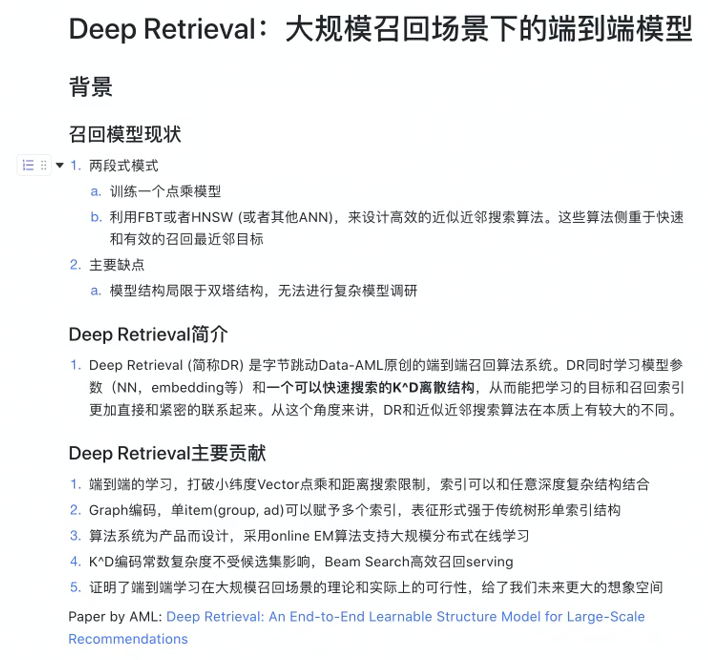 Deep Retrieval：大规模召回场景下的端到端模型
背景
召回模型现状
1. 两段式模式
a. 训练一个点乘模型
b. 利用FBT或者HNSW (或者其他ANN)，来设计高效的近似近邻搜索算法。这些算法侧重于快速
和有效的召回最近邻目标
2. 主要缺点
a. 模型结构局限于双塔结构，无法进行复杂模型调研
Deep Retrieval简介
1. Deep Retrieval (简称DR) 是字节跳动Data-AML原创的端到端召回算法系统。DR同时学习模型参
数（NN，embedding等）和一个可以快速搜索的K^D离散结构，从而能把学习的目标和召回索引
更加直接和紧密的联系起来。从这个角度来讲，DR和近似近邻搜索算法在本质上有较大的不同。
Deep Retrieval主要贡献
1. 端到端的学习，打破小纬度Vector点乘和距离搜索限制，索引可以和任意深度复杂结构结合
2. Graph编码，单item(group, ad)可以赋予多个索引，表征形式强于传统树形单索引结构
3. 算法系统为产品而设计，采用online EM算法支持大规模分布式在线学习
4. K^D编码常数复杂度不受候选集影响，Beam Search高效召回serving
5. 证明了端到端学习在大规模召回场景的理论和实际上的可行性，给了我们未来更大的想象空间
Paper by AML: Deep Retrieval: An End-to-End Learnable Structure Model for Large-Scale
Recommendations